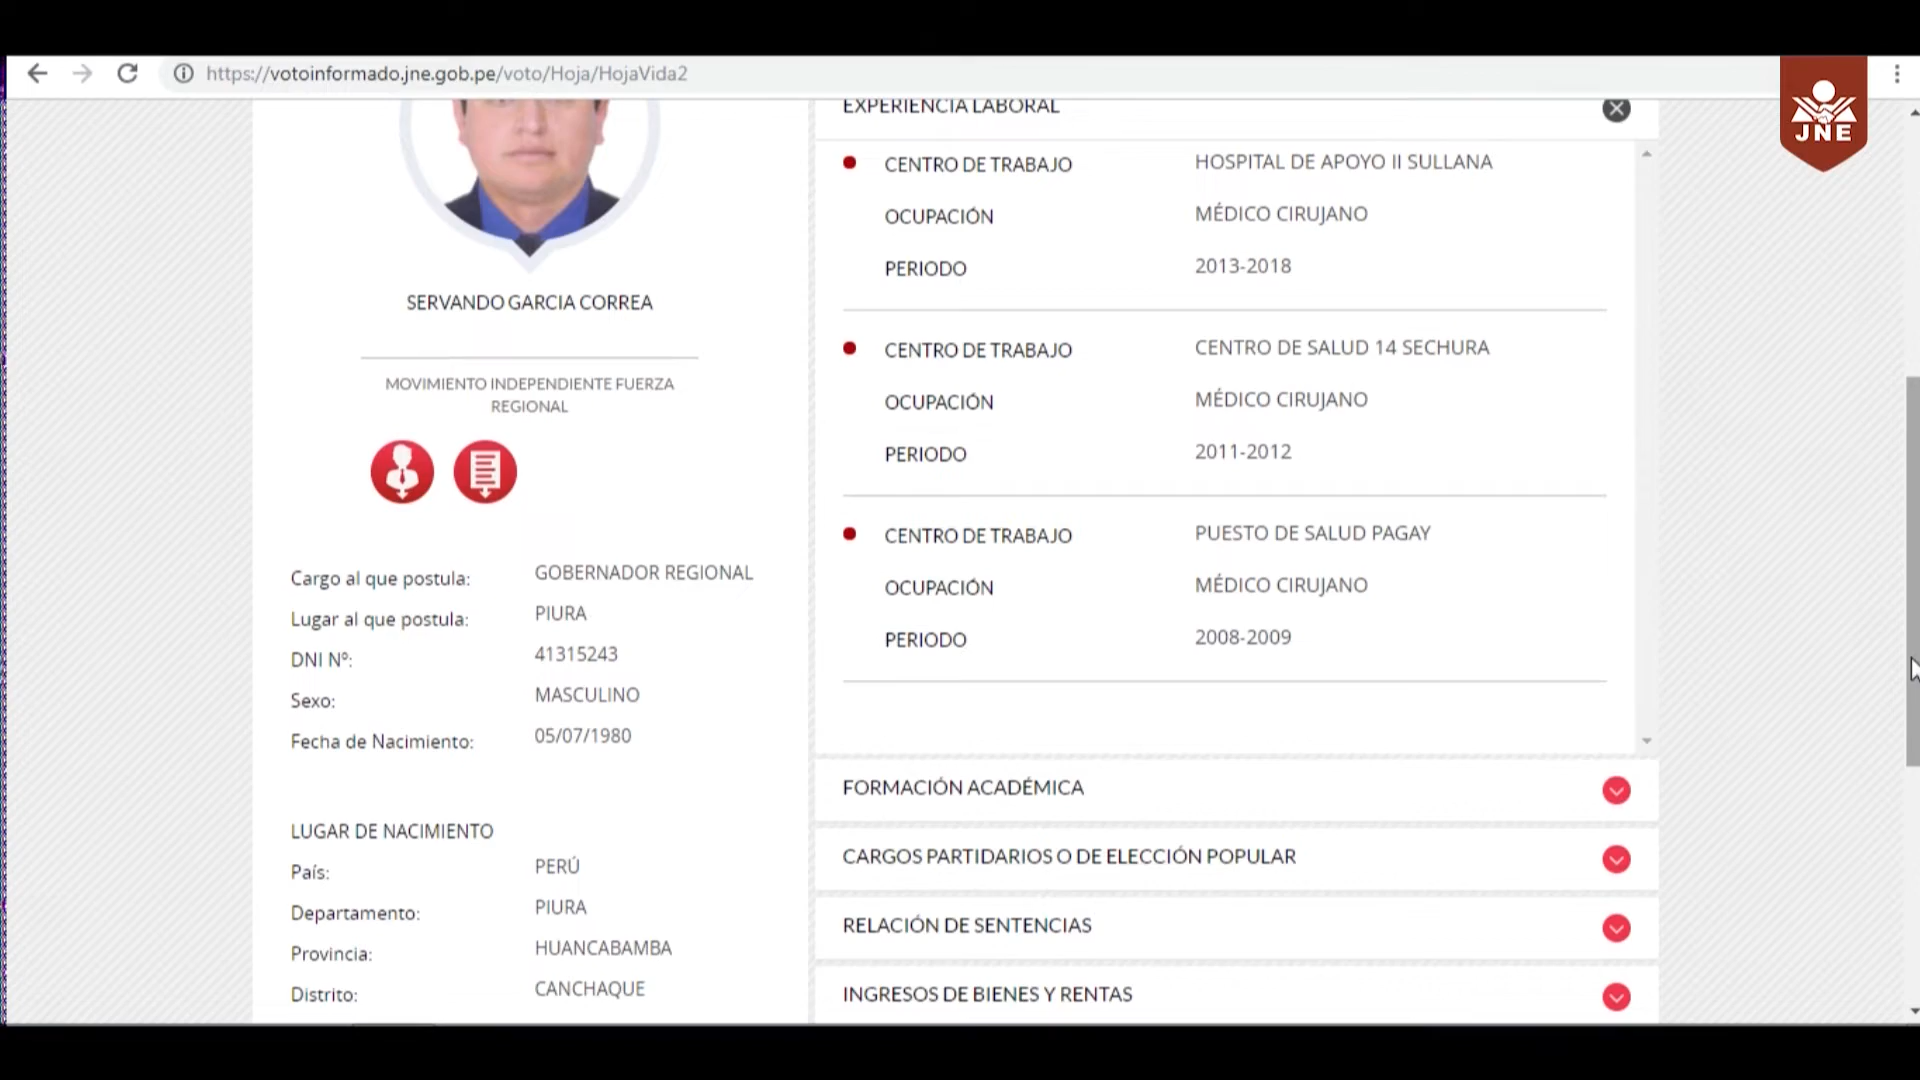 https://votoinformado.jne.gob.pe/voto/Hoja/HojaVida2
JNE
SERVANDO GARCIA CORREA
MOVIMIENTO INDEPENDIENTE FUERZA
REGIONAL
Cargo al que postula: GOBERNADOR REGIONAL
Lugar al que postula: PIURA
DNI Nº: 41315243
Sexo: MASCULINO
Fecha de Nacimiento: 05/07/1980
LUGAR DE NACIMIENTO
País: PERÚ
Departamento: PIURA
Provincia: HUANCABAMBA
Distrito: CANCHAQUE
EXPERIENCIA LABORAL
CENTRO DE TRABAJO HOSPITAL DE APOYO II SULLANA
OCUPACIÓN MÉDICO CIRUJANO
PERIODO 2013-2018
CENTRO DE TRABAJO CENTRO DE SALUD 14 SECHURA
OCUPACIÓN MÉDICO CIRUJANO
PERIODO 2011-2012
CENTRO DE TRABAJO PUESTO DE SALUD PAGAY
OCUPACIÓN MÉDICO CIRUJANO
PERIODO 2008-2009
FORMACIÓN ACADÉMICA
CARGOS PARTIDARIOS O DE ELECCIÓN POPULAR
RELACIÓN DE SENTENCIAS
INGRESOS DE BIENES Y RENTAS